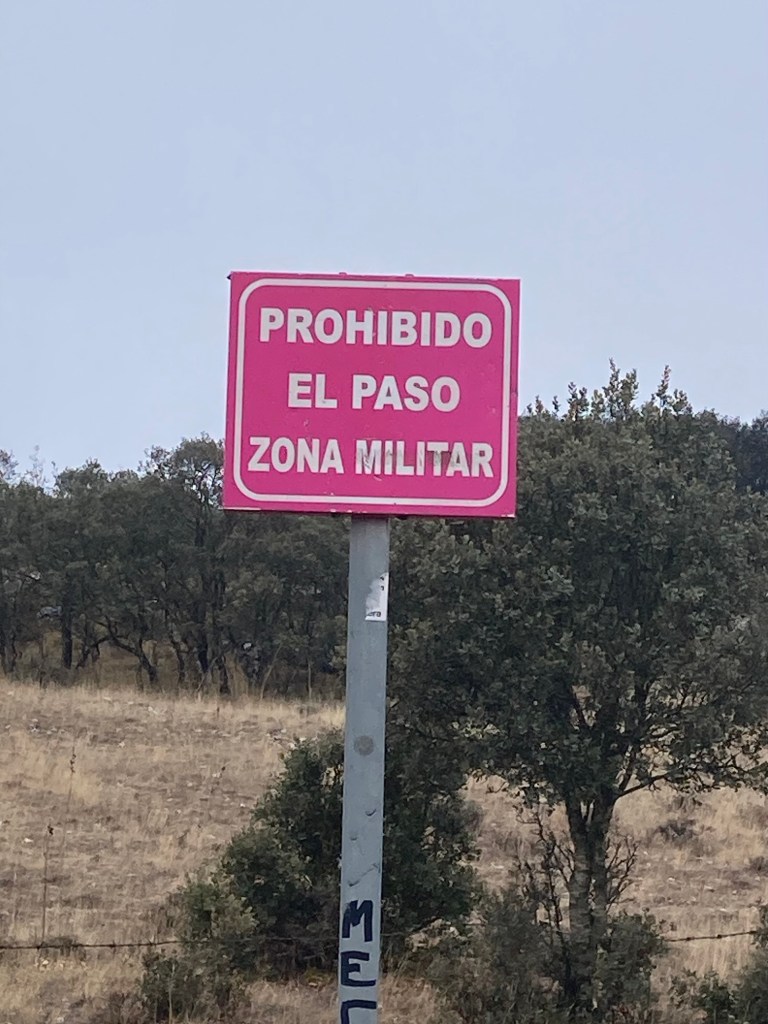 PROHIBIDO
EL PASO
ZONA MILITAR
M
E